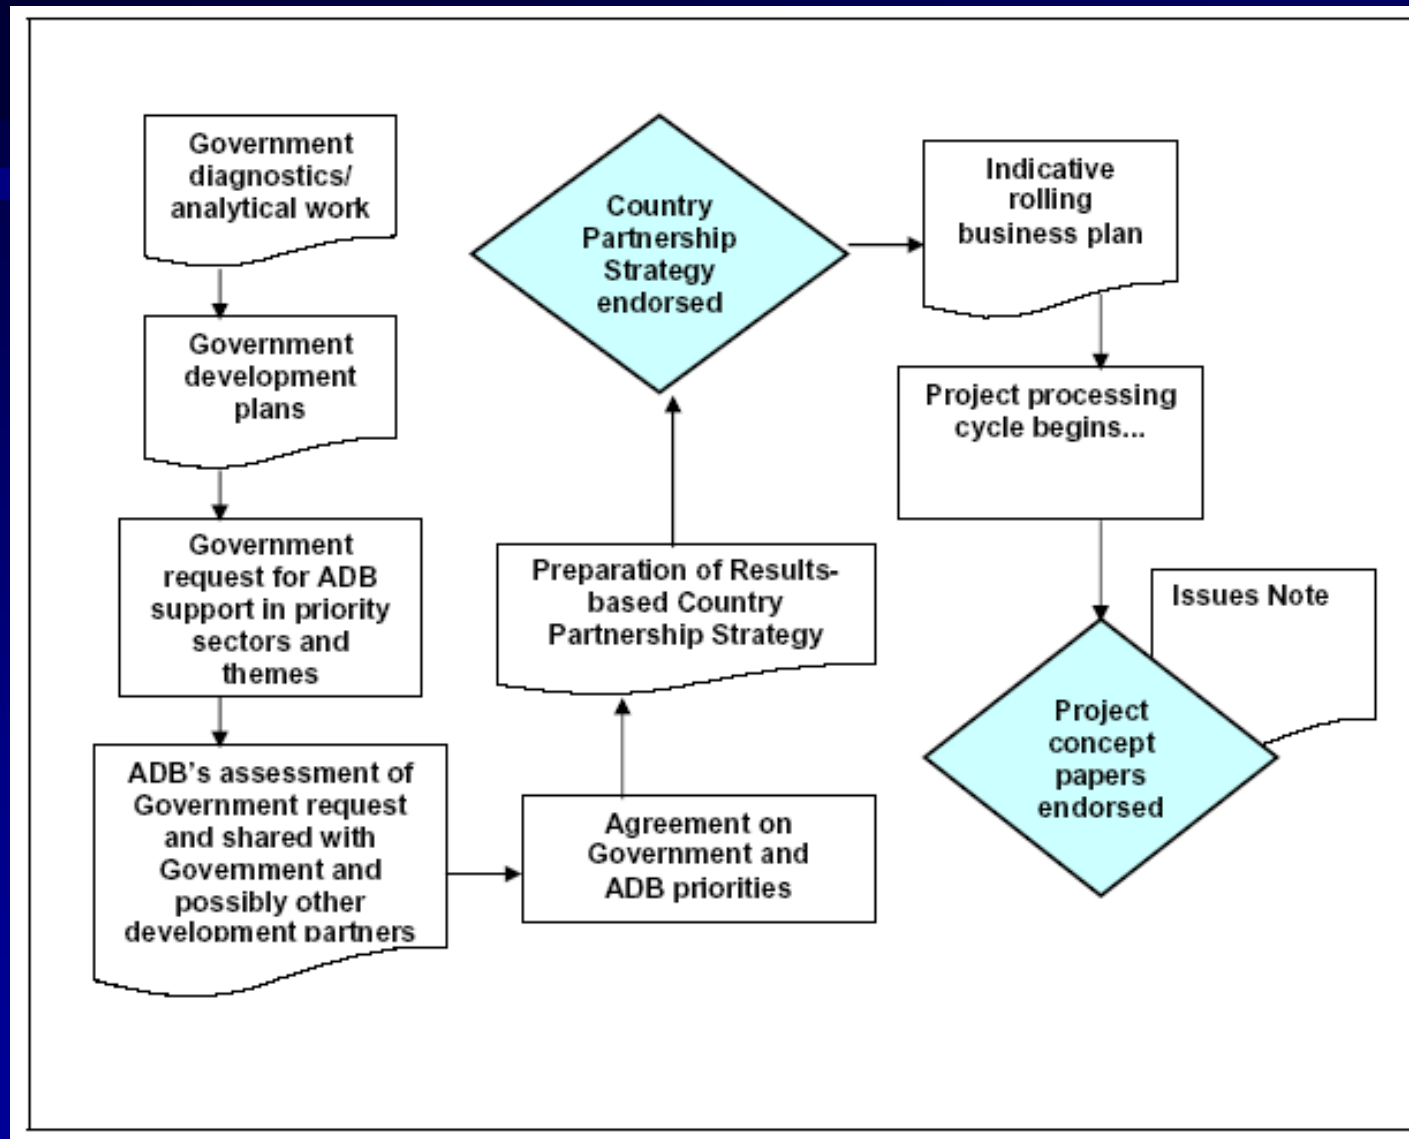 Government
diagnostics/
analytical work
Government
development
plans
Government
request for ADB
support in priority
sectors and
themes
ADB's assessment of
Government request
and shared with
Government and
possibly other
development partners
Agreement on
Government and
ADB priorities
Preparation of Results-
based Country
Partnership Strategy
Country
Partnership
Strategy
endorsed
Indicative
rolling
business plan
Project processing
cycle begins...
Issues Note
Project
concept
papers
endorsed